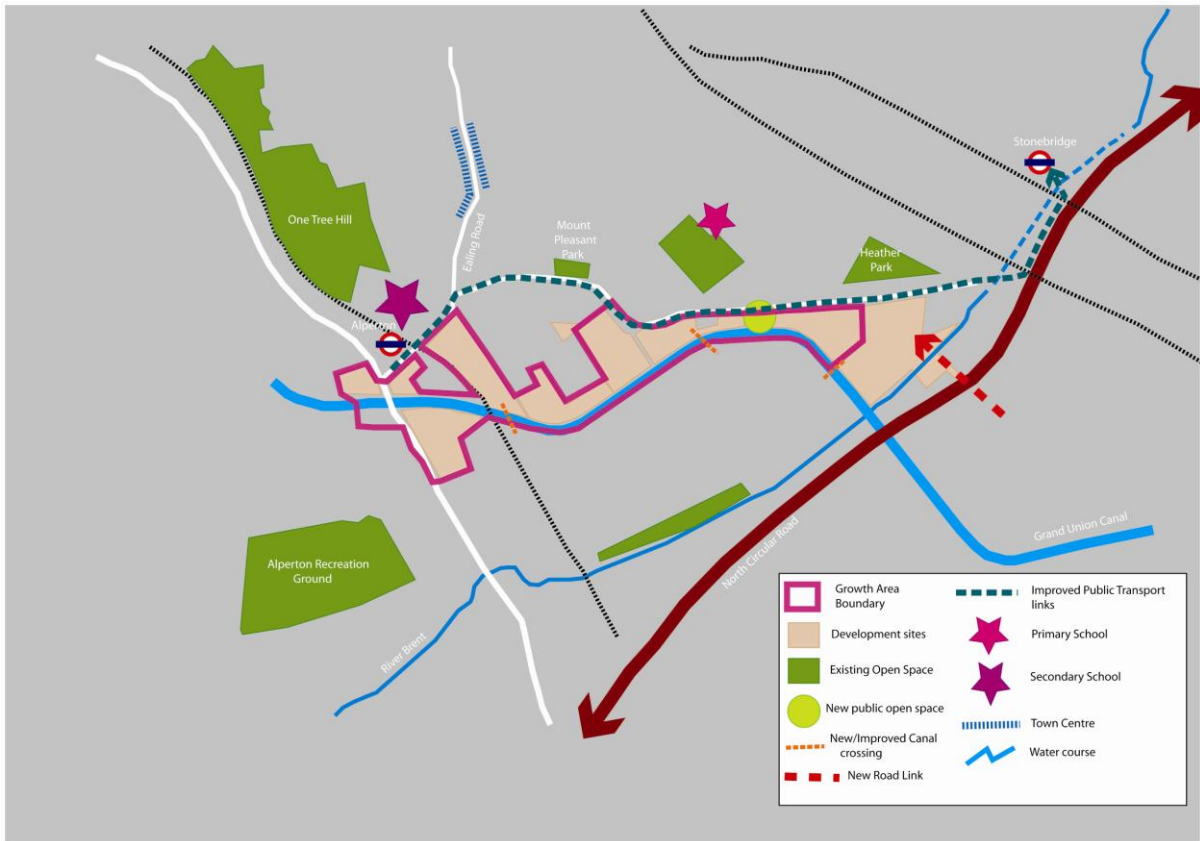 Stonebridge
One Tree Hill
Ealing Road
Mount
Pleasant
Park
Heather
Park
Alperton
Grand Union Canal
North Circular Road
Alperton Recreation
Ground
River Brent
Growth Area
Boundary
Development sites
Existing Open Space
New public open space
New/Improved Canal
crossing
New Road Link
Improved Public Transport
links
Primary School
Secondary School
Town Centre
Water course